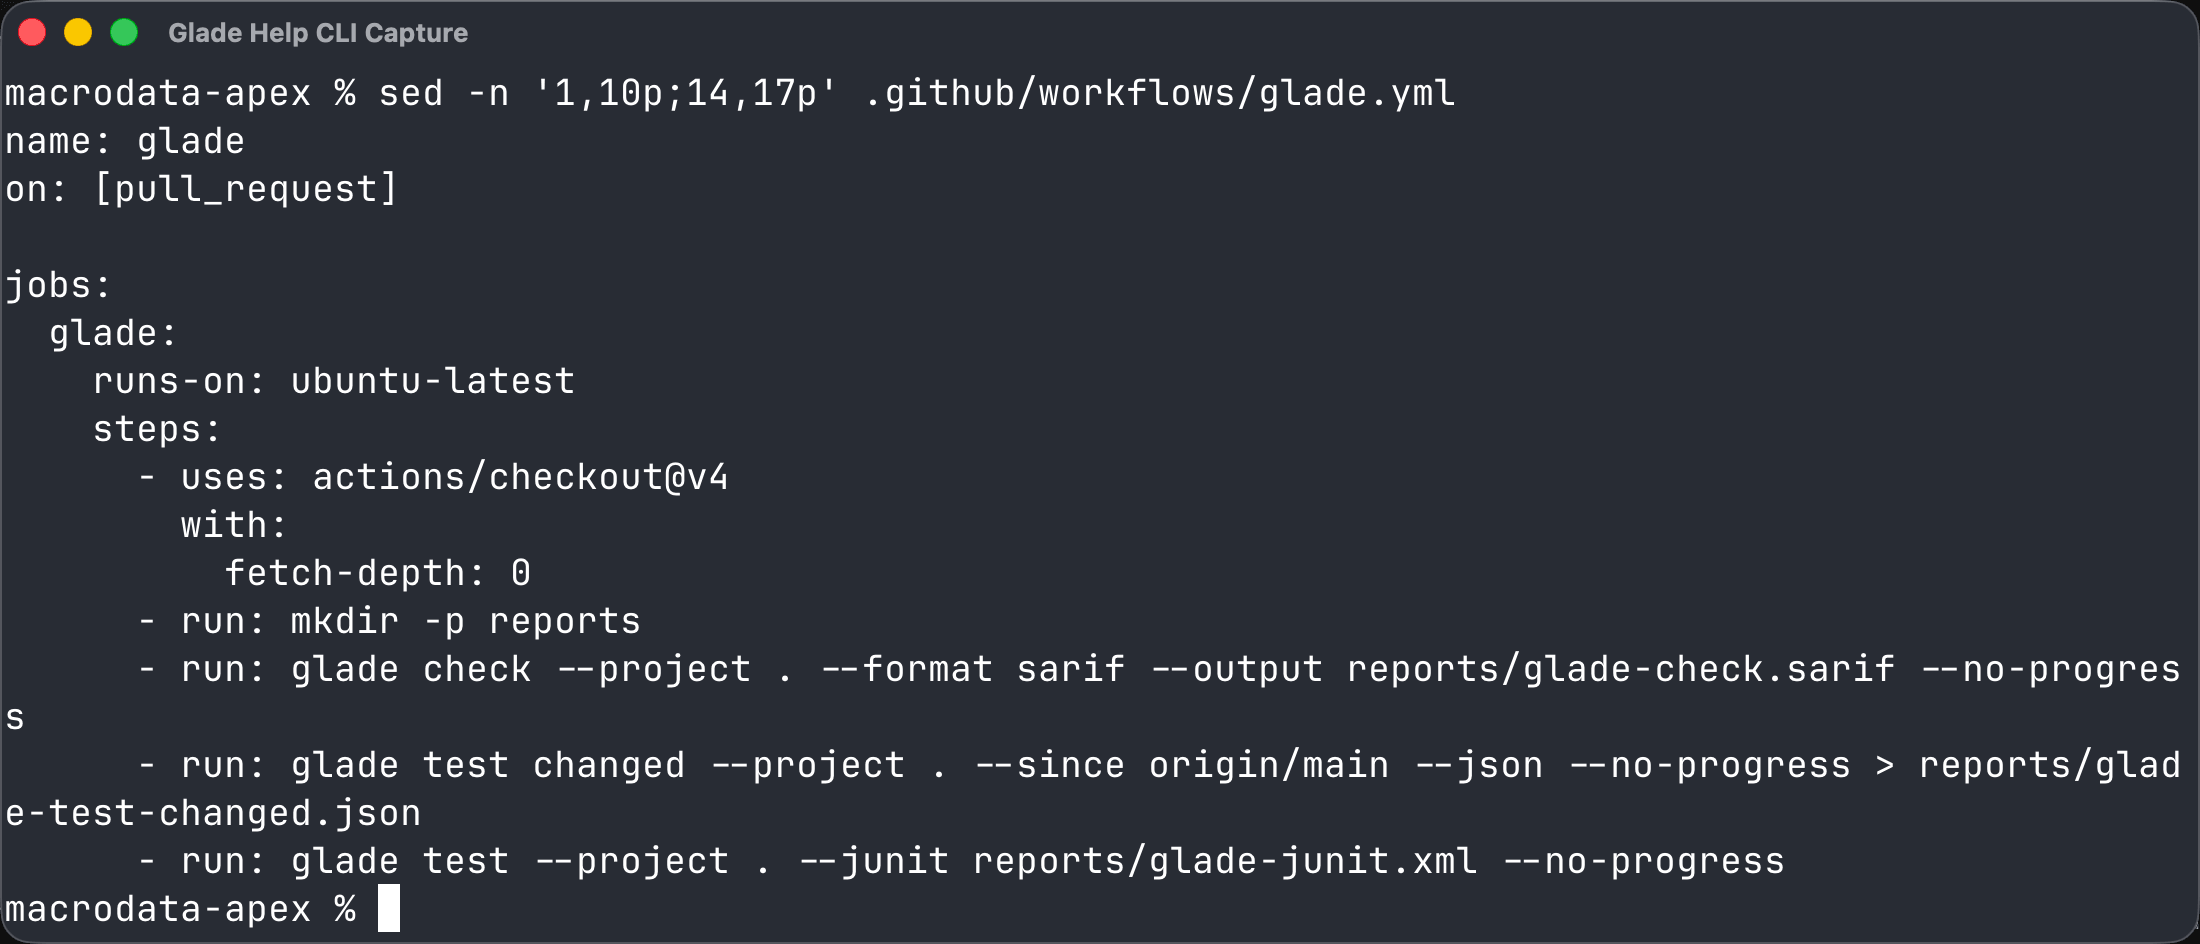 Glade Help CLI Capture
macrodata-apex % sed -n '1,10p;14,17p' .github/workflows/glade.yml
name: glade
on: [pull_request]

jobs:
  glade:
    runs-on: ubuntu-latest
    steps:
      - uses: actions/checkout@v4
        with:
          fetch-depth: 0
      - run: mkdir -p reports
      - run: glade check --project . --format sarif --output reports/glade-check.sarif --no-progres
s
      - run: glade test changed --project . --since origin/main --json --no-progress > reports/glad
e-test-changed.json
      - run: glade test --project . --junit reports/glade-junit.xml --no-progress
macrodata-apex %